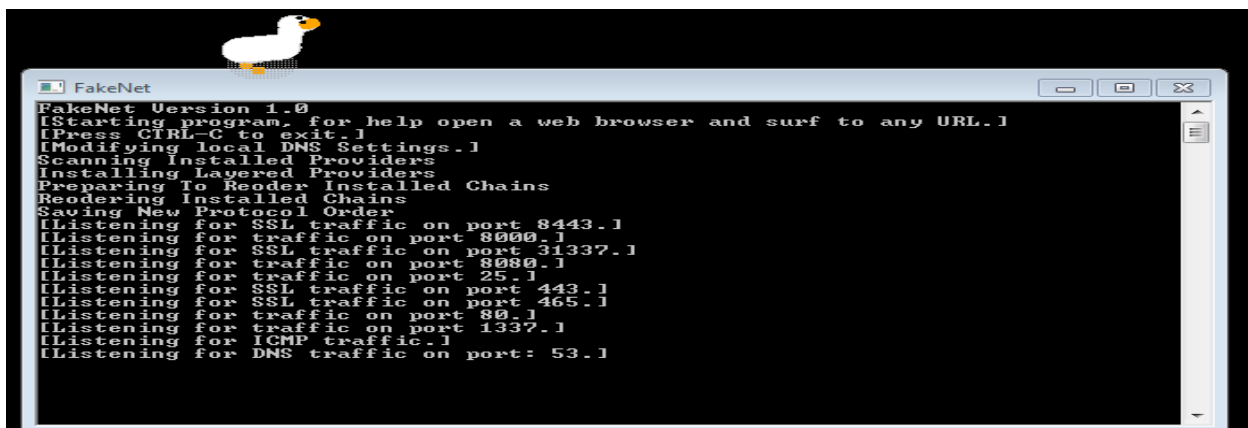 FakeNet
FakeNet Version 1.0
[Starting program, for help open a web browser and surf to any URL.]
[Press CTRL-C to exit.]
[Modifying local DNS Settings.]
Scanning Installed Providers
Installing Layered Providers
Preparing To Reoder Installed Chains
Reodering Installed Chains
Saving New Protocol Order
[Listening for SSL traffic on port 8443.]
[Listening for traffic on port 8000.]
[Listening for SSL traffic on port 31337.]
[Listening for traffic on port 8080.]
[Listening for traffic on port 25.]
[Listening for SSL traffic on port 443.]
[Listening for SSL traffic on port 465.]
[Listening for traffic on port 80.]
[Listening for traffic on port 1337.]
[Listening for ICMP traffic.]
[Listening for DNS traffic on port: 53.]